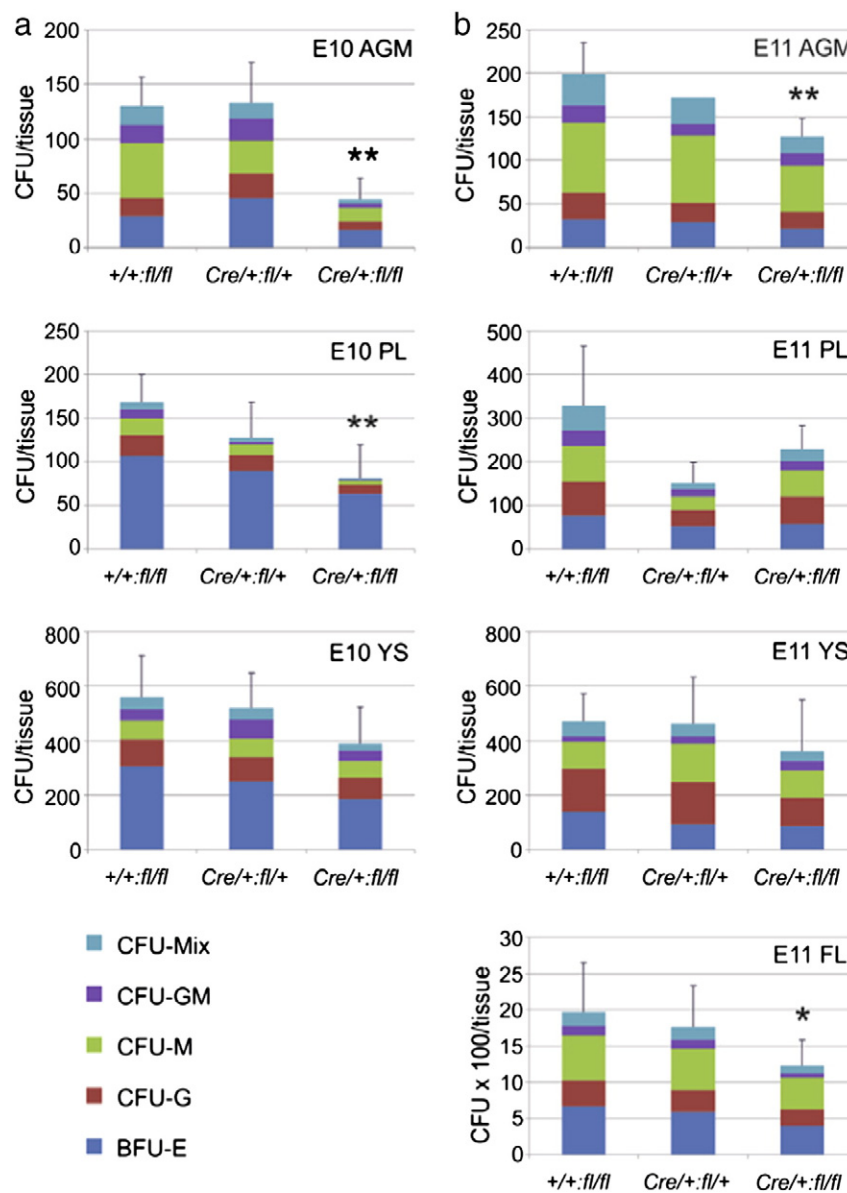 a
E10 AGM
CFU/tissue
200
150
100
50
0
**
+/+:fl/fl Cre/+:fl/+ Cre/+:fl/fl
E10 PL
CFU/tissue
250
200
150
100
50
0
**
+/+:fl/fl Cre/+:fl/+ Cre/+:fl/fl
E10 YS
CFU/tissue
800
600
400
200
0
+/+:fl/fl Cre/+:fl/+ Cre/+:fl/fl
CFU-Mix
CFU-GM
CFU-M
CFU-G
BFU-E
b
E11 AGM
CFU/tissue
250
200
150
100
50
0
**
+/+:fl/fl Cre/+:fl/+ Cre/+:fl/fl
E11 PL
CFU/tissue
500
400
300
200
100
0
+/+:fl/fl Cre/+:fl/+ Cre/+:fl/fl
E11 YS
CFU/tissue
800
600
400
200
0
+/+:fl/fl Cre/+:fl/+ Cre/+:fl/fl
E11 FL
CFU x 100/tissue
30
25
20
15
10
5
0
*
+/+:fl/fl Cre/+:fl/+ Cre/+:fl/fl